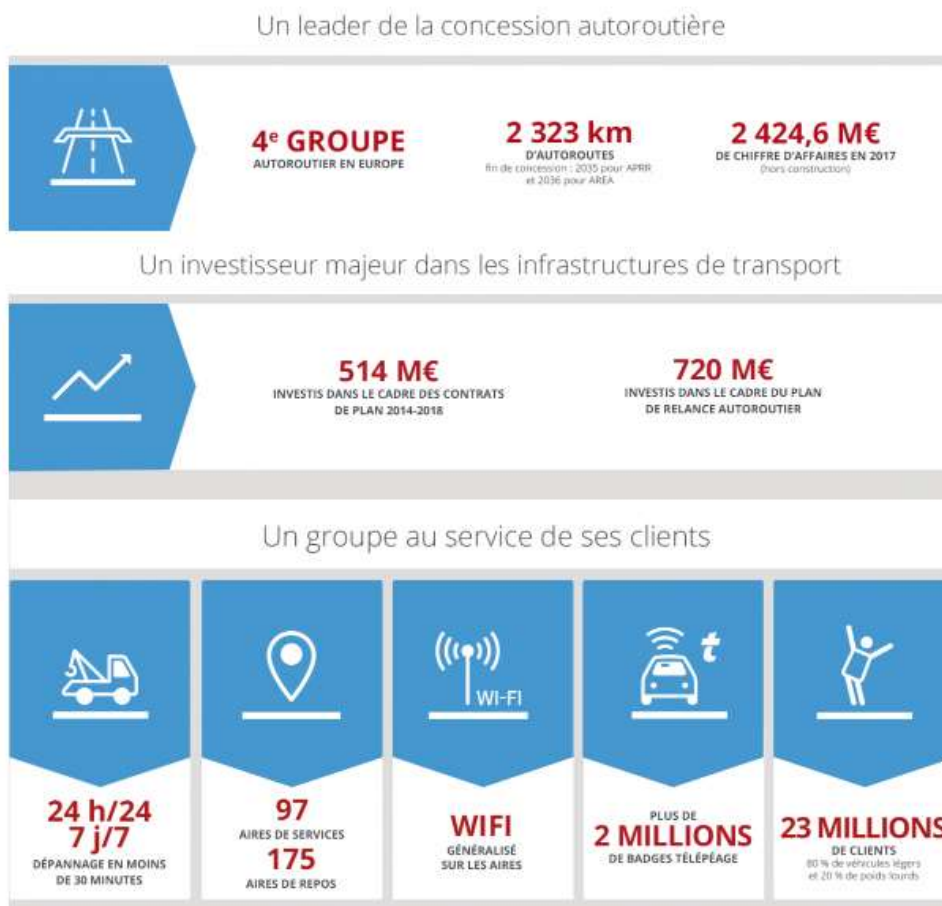 Un leader de la concession autoroutière
4e GROUPE
AUTOROUTIER EN EUROPE
2 323 km
D'AUTOROUTES
fin de concession : 2035 pour APRR
et 2036 pour AREA
2 424,6 M€
DE CHIFFRE D'AFFAIRES EN 2017
(hors construction)
Un investisseur majeur dans les infrastructures de transport
514 M€
INVESTIS DANS LE CADRE DES CONTRATS
DE PLAN 2014-2018
720 M€
INVESTIS DANS LE CADRE DU PLAN
DE RELANCE AUTOROUTIER
Un groupe au service de ses clients
24 h/24
7 j/7
DÉPANNAGE EN MOINS
DE 30 MINUTES
97
AIRES DE SERVICES
175
AIRES DE REPOS
WI-FI
WIFI
GÉNÉRALISÉ
SUR LES AIRES
t
PLUS DE
2 MILLIONS
DE BADGES TÉLÉPÉAGE
23 MILLIONS
DE CLIENTS
80 % de véhicules légers
et 20 % de poids lourds